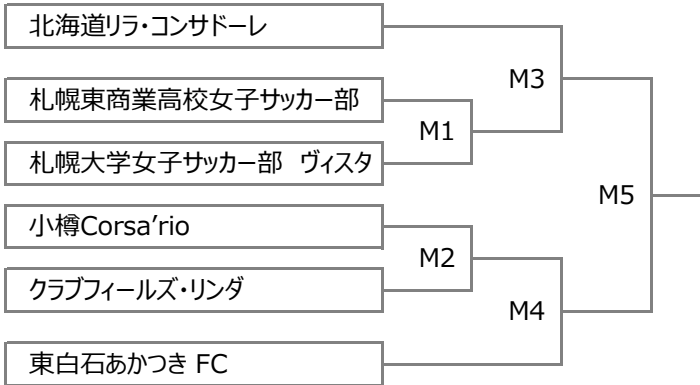 北海道リラ・コンサドーレ
M3
札幌東商業高校女子サッカー部
M1
札幌大学女子サッカー部　ヴィスタ
M5
小樽Corsa’rio
M2
クラブフィールズ・リンダ
M4
東白石あかつき FC